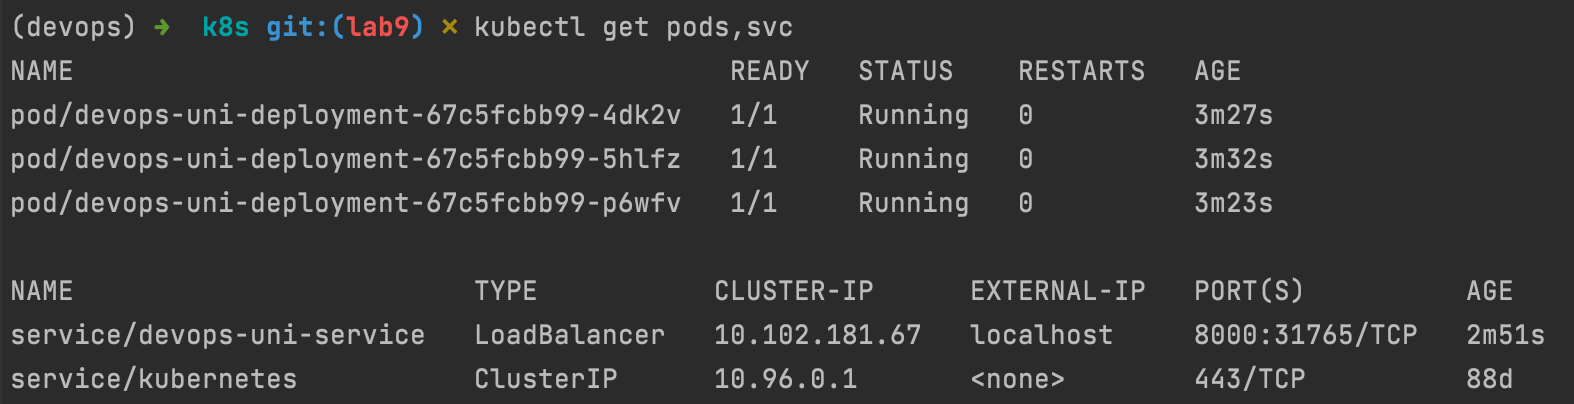 (devops) ➜  k8s git:(lab9) ✗ kubectl get pods,svc
NAME                                         READY   STATUS    RESTARTS   AGE
pod/devops-uni-deployment-67c5fcbb99-4dk2v   1/1     Running   0          3m27s
pod/devops-uni-deployment-67c5fcbb99-5hlfz   1/1     Running   0          3m32s
pod/devops-uni-deployment-67c5fcbb99-p6wfv   1/1     Running   0          3m23s
NAME                         TYPE           CLUSTER-IP      EXTERNAL-IP   PORT(S)          AGE
service/devops-uni-service   LoadBalancer   10.102.181.67   localhost     8000:31765/TCP   2m51s
service/kubernetes           ClusterIP      10.96.0.1       <none>        443/TCP          88d